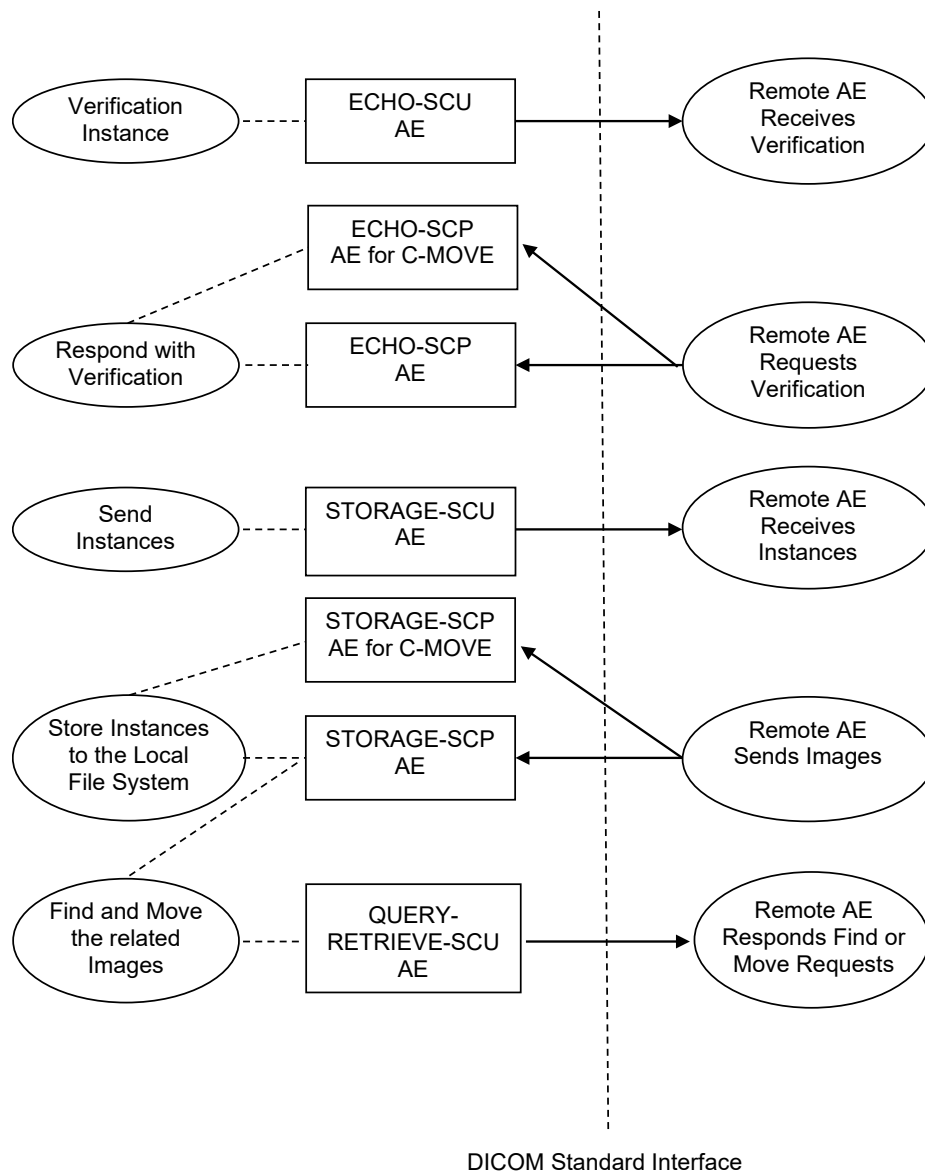 Verification
Instance
ECHO-SCU
AE
Remote AE
Receives
Verification
ECHO-SCP
AE for C-MOVE
Respond with
Verification
ECHO-SCP
AE
Remote AE
Requests
Verification
Send
Instances
STORAGE-SCU
AE
Remote AE
Receives
Instances
STORAGE-SCP
AE for C-MOVE
Store Instances
to the Local
File System
STORAGE-SCP
AE
Remote AE
Sends Images
Find and Move
the related
Images
QUERY-
RETRIEVE-SCU
AE
Remote AE
Responds Find or
Move Requests
DICOM Standard Interface